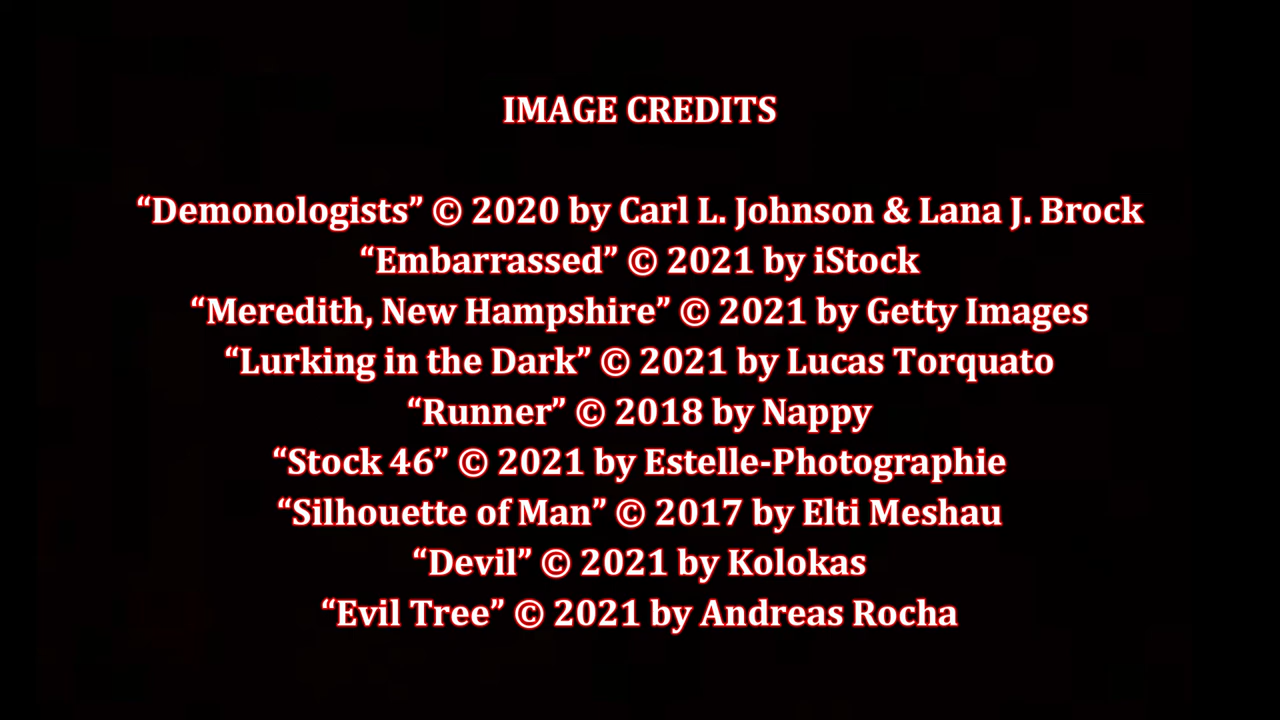 IMAGE CREDITS
“Demonologists” © 2020 by Carl L. Johnson & Lana J. Brock
“Embarrassed” © 2021 by iStock
“Meredith, New Hampshire” © 2021 by Getty Images
“Lurking in the Dark” © 2021 by Lucas Torquato
“Runner” © 2018 by Nappy
“Stock 46” © 2021 by Estelle-Photographie
“Silhouette of Man” © 2017 by Elti Meshau
“Devil” © 2021 by Kolokas
“Evil Tree” © 2021 by Andreas Rocha